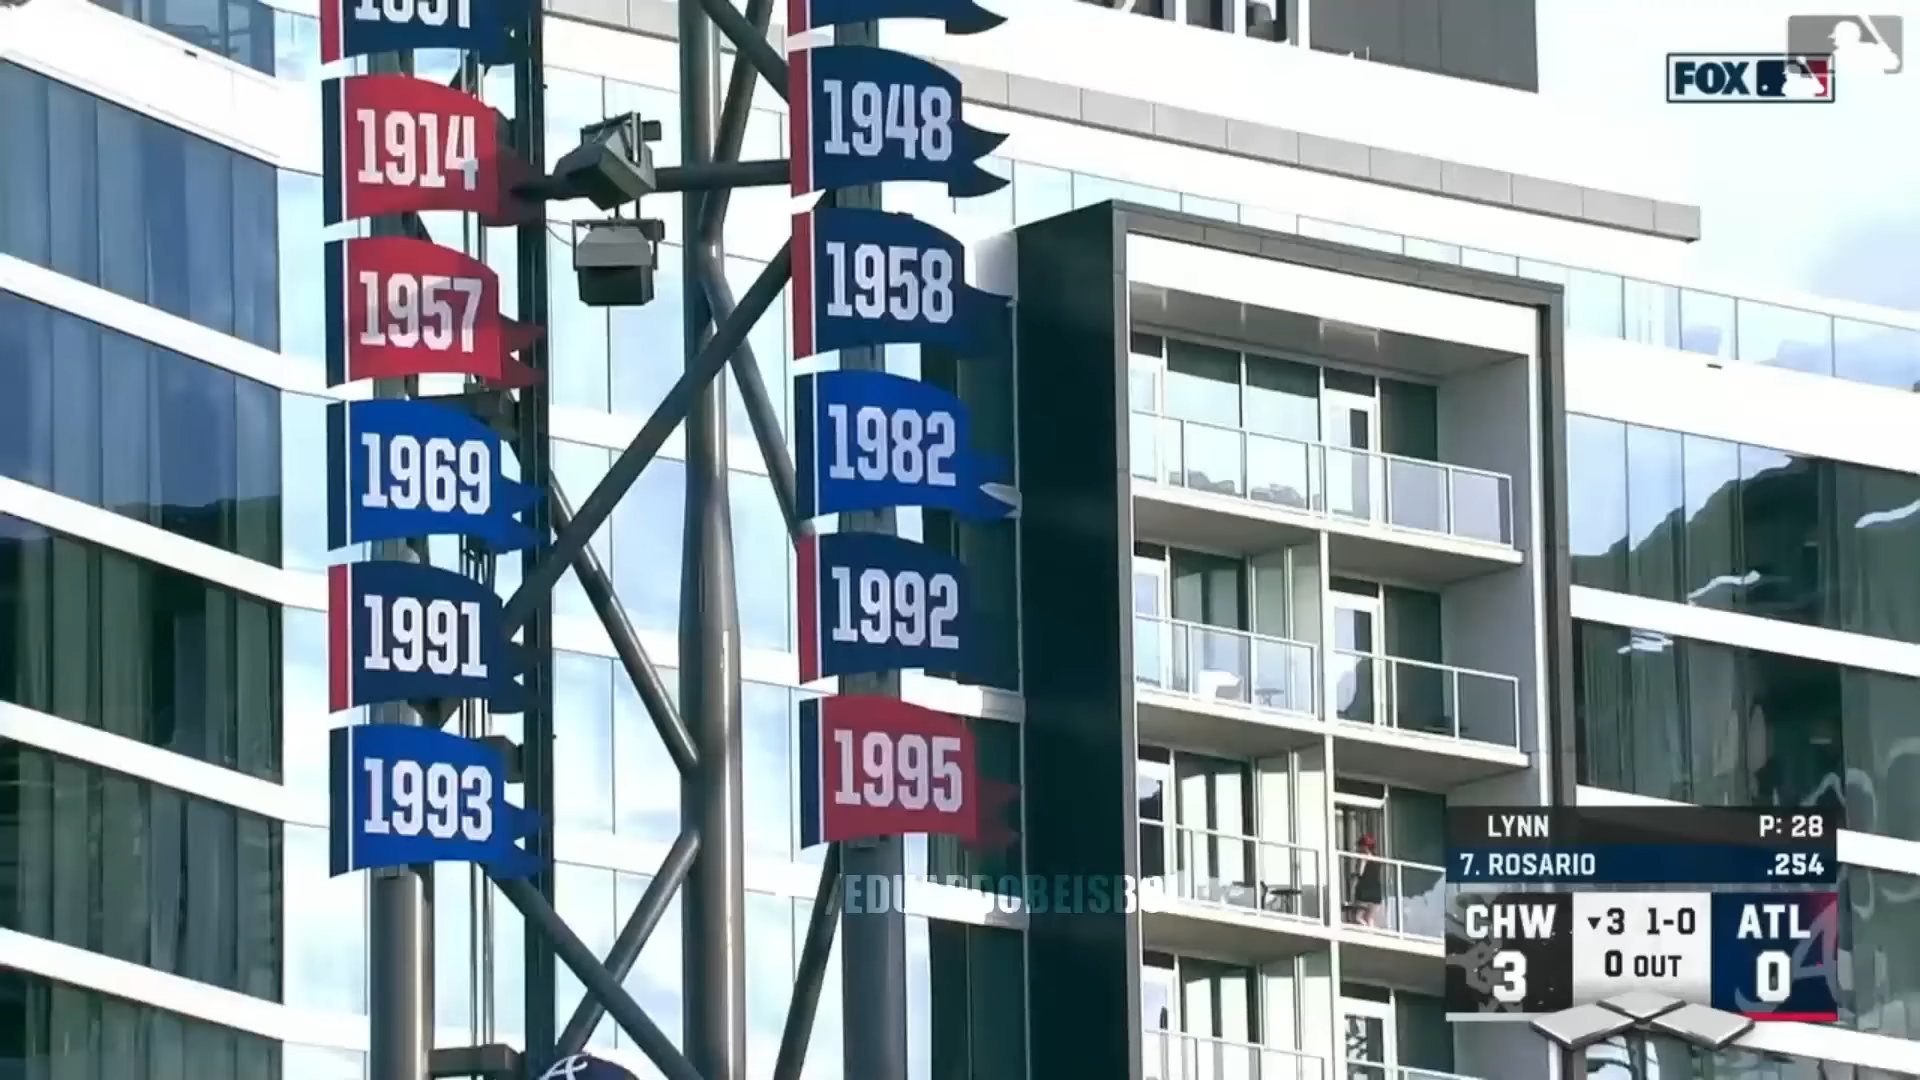 1914
1948
1957
1958
1969
1982
1991
1992
1993
1995
FOX
LYNN P: 28
7. ROSARIO .254
CHW 3 1-0 ATL
3 0 OUT 0